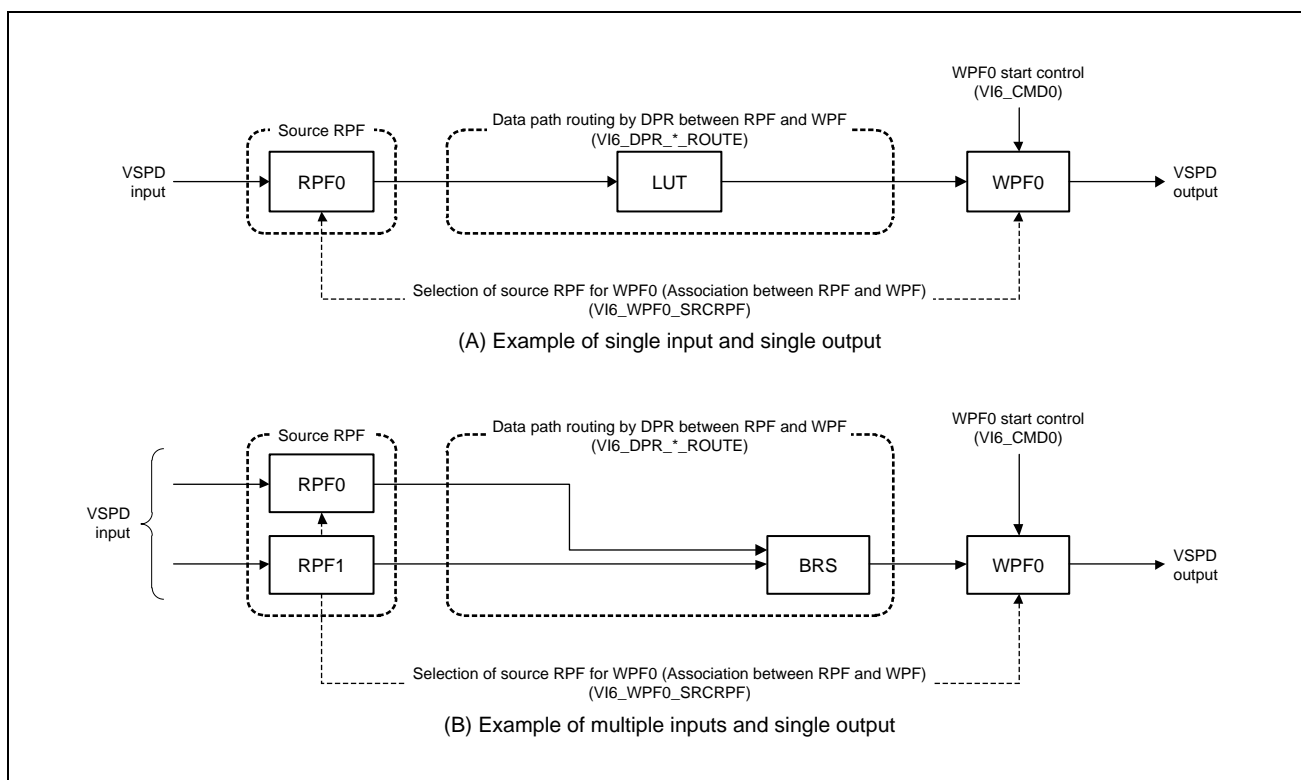 WPF0 start control
(VI6_CMD0)
Source RPF
Data path routing by DPR between RPF and WPF
(VI6_DPR_*_ROUTE)
VSPD
input
RPF0
LUT
WPF0
VSPD
output
Selection of source RPF for WPF0 (Association between RPF and WPF)
(VI6_WPF0_SRCRPF)
(A) Example of single input and single output
WPF0 start control
(VI6_CMD0)
Source RPF
Data path routing by DPR between RPF and WPF
(VI6_DPR_*_ROUTE)
VSPD
input
RPF0
RPF1
BRS
WPF0
VSPD
output
Selection of source RPF for WPF0 (Association between RPF and WPF)
(VI6_WPF0_SRCRPF)
(B) Example of multiple inputs and single output